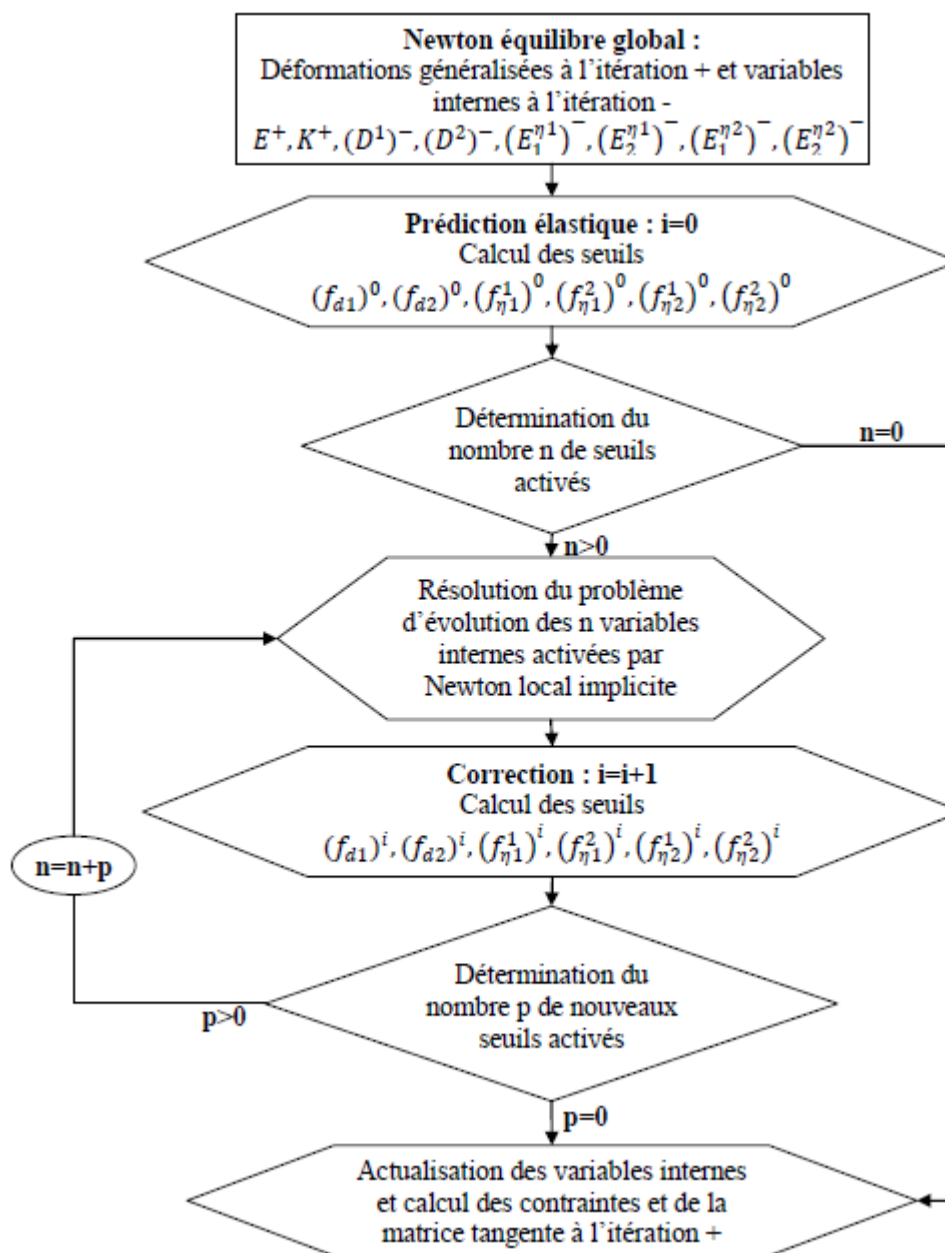 Newton équilibre global :
Déformations généralisées à l'itération + et variables
internes à l'itération -
E⁺, K⁺, (D¹)⁻, (D²)⁻, (E₁^η1)⁻, (E₂^η1)⁻, (E₁^η2)⁻, (E₂^η2)⁻
Prédiction élastique : i=0
Calcul des seuils
(f_d1)⁰, (f_d2)⁰, (f_η1^1)⁰, (f_η1^2)⁰, (f_η2^1)⁰, (f_η2^2)⁰
Détermination du
nombre n de seuils
activés
n=0
n>0
Résolution du problème
d'évolution des n variables
internes activées par
Newton local implicite
Correction : i=i+1
Calcul des seuils
(f_d1)^i, (f_d2)^i, (f_η1^1)^i, (f_η1^2)^i, (f_η2^1)^i, (f_η2^2)^i
n=n+p
Détermination du
nombre p de nouveaux
seuils activés
p>0
p=0
Actualisation des variables internes
et calcul des contraintes et de la
matrice tangente à l'itération +